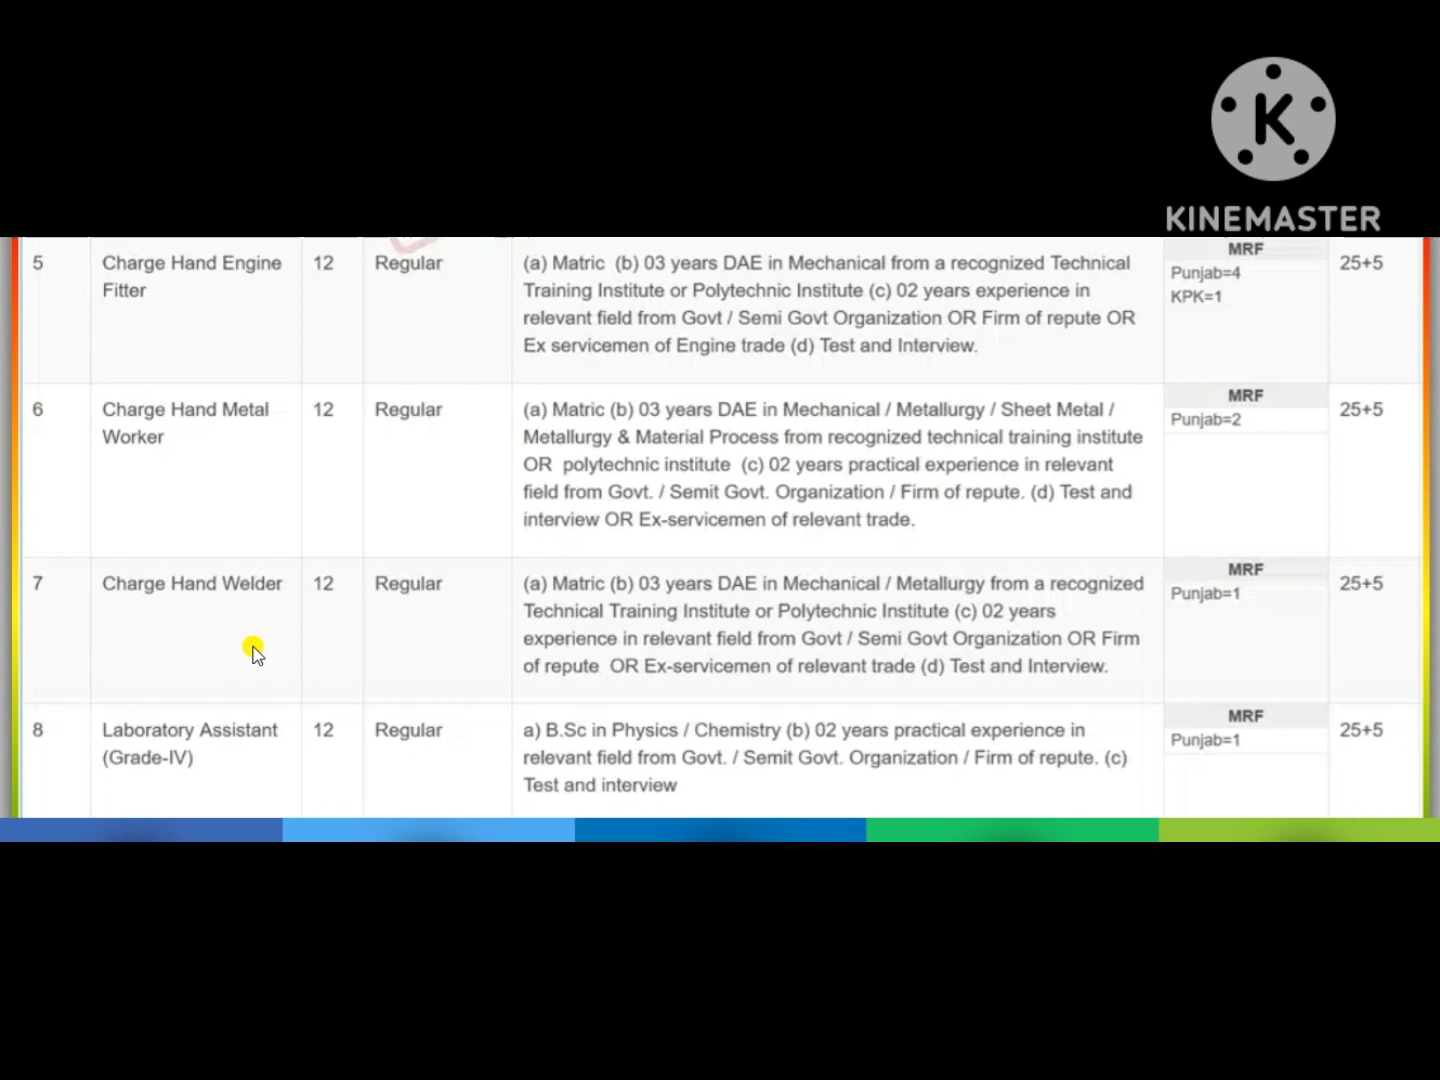 K
KINEMASTER
5 Charge Hand Engine 12 Regular (a) Matric (b) 03 years DAE in Mechanical from a recognized Technical MRF 25+5
Fitter Training Institute or Polytechnic Institute (c) 02 years experience in Punjab=4
relevant field from Govt / Semi Govt Organization OR Firm of repute OR KPK=1
Ex servicemen of Engine trade (d) Test and Interview.
6 Charge Hand Metal 12 Regular (a) Matric (b) 03 years DAE in Mechanical / Metallurgy / Sheet Metal / MRF 25+5
Worker Metallurgy & Material Process from recognized technical training institute Punjab=2
OR polytechnic institute (c) 02 years practical experience in relevant
field from Govt. / Semit Govt. Organization / Firm of repute. (d) Test and
interview OR Ex-servicemen of relevant trade.
7 Charge Hand Welder 12 Regular (a) Matric (b) 03 years DAE in Mechanical / Metallurgy from a recognized MRF 25+5
Technical Training Institute or Polytechnic Institute (c) 02 years Punjab=1
experience in relevant field from Govt / Semi Govt Organization OR Firm
of repute OR Ex-servicemen of relevant trade (d) Test and Interview.
8 Laboratory Assistant 12 Regular a) B.Sc in Physics / Chemistry (b) 02 years practical experience in MRF 25+5
(Grade-IV) relevant field from Govt. / Semit Govt. Organization / Firm of repute. (c) Punjab=1
Test and interview